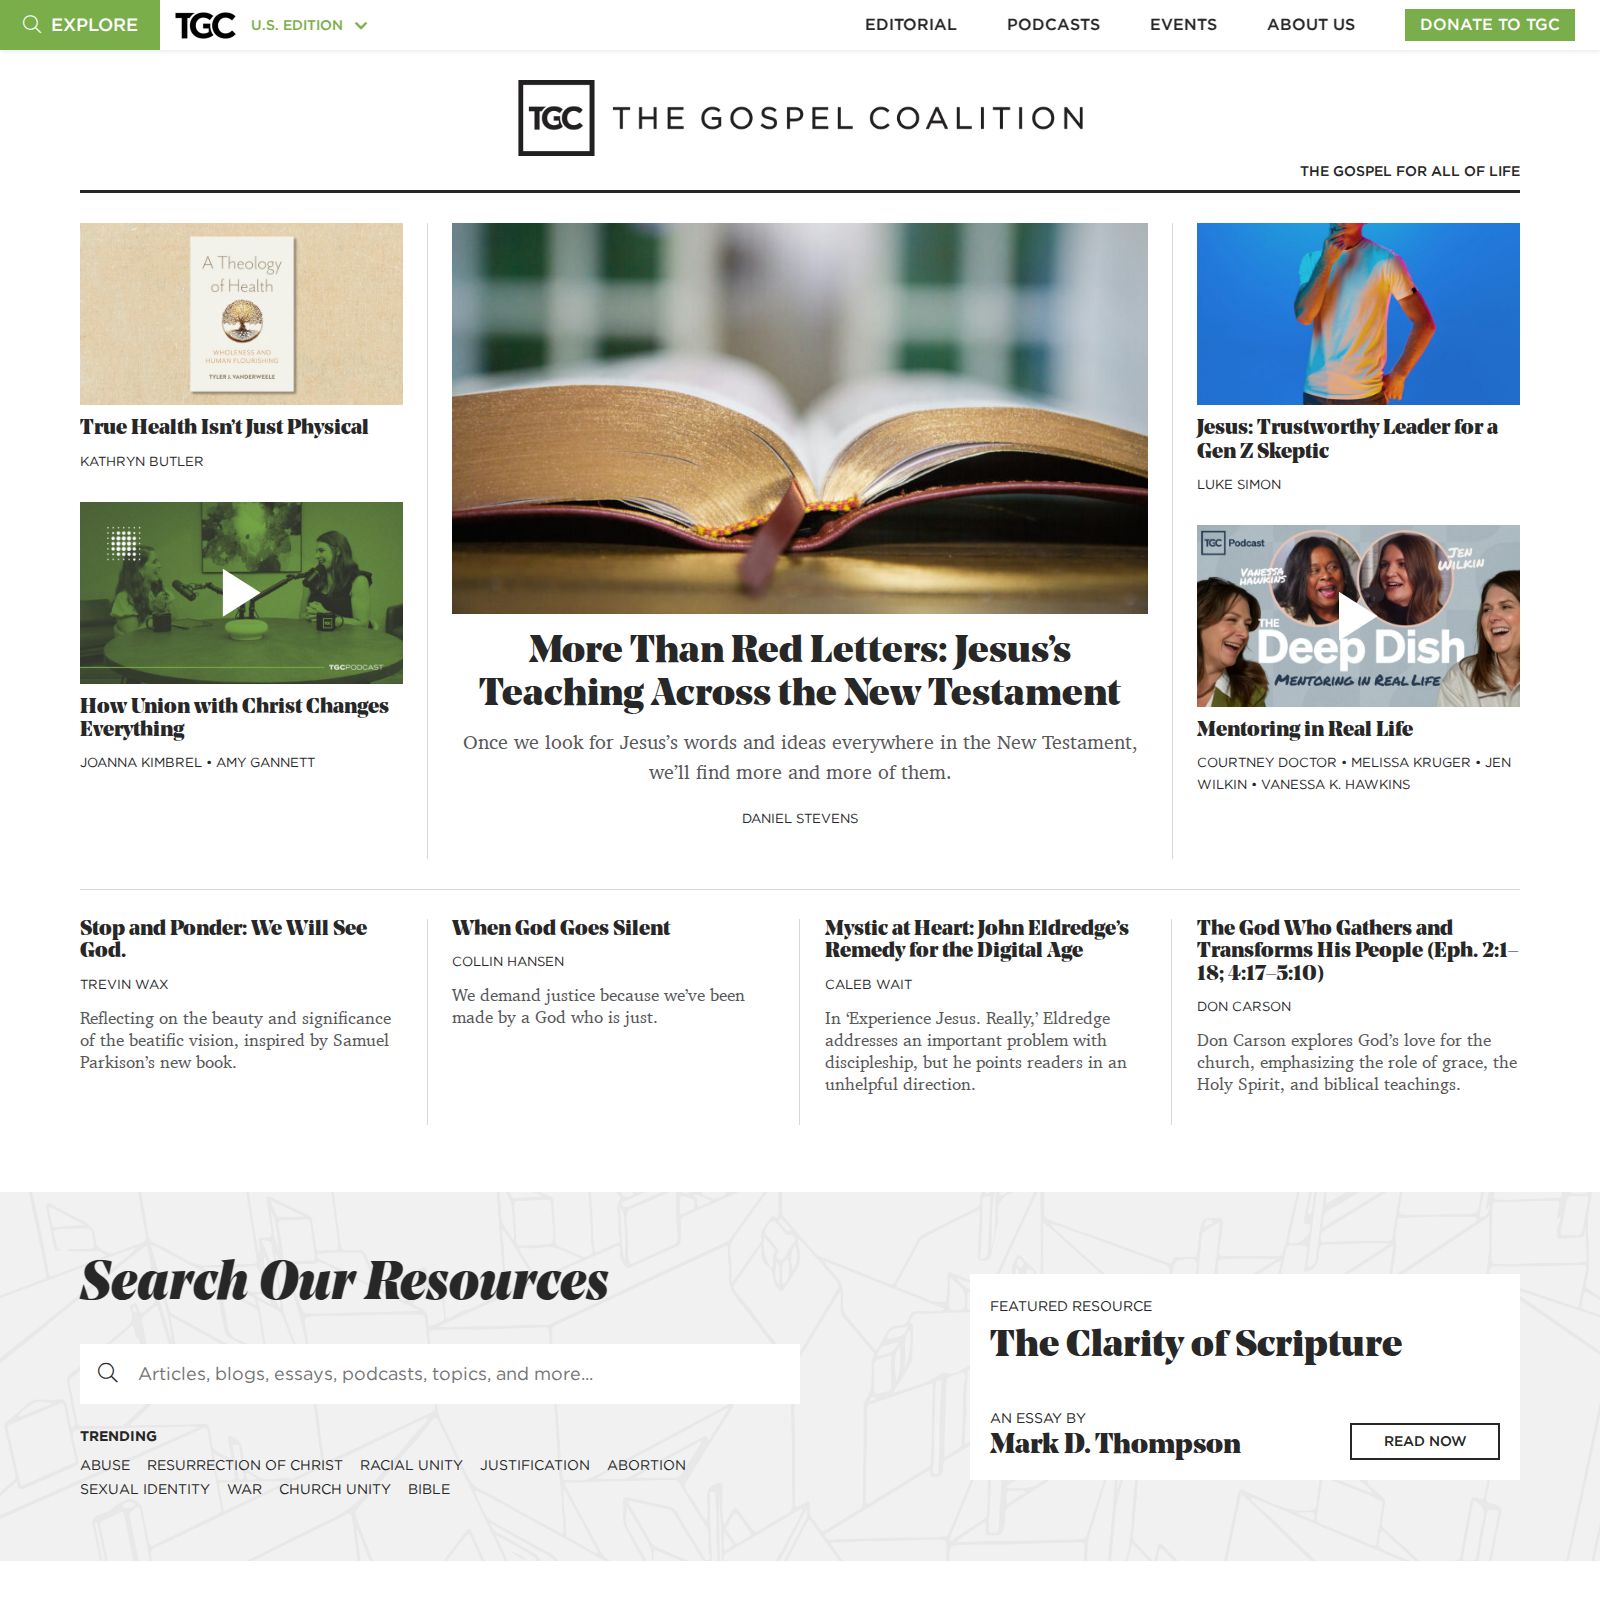 EXPLORE
TGC
U.S. EDITION
EDITORIAL
PODCASTS
EVENTS
ABOUT US
DONATE TO TGC
TGC THE GOSPEL COALITION
THE GOSPEL FOR ALL OF LIFE
A Theology
of Health
WHOLENESS AND
HUMAN FLOURISHING
TYLER J. VANDERWEELE
True Health Isn’t Just Physical
KATHRYN BUTLER
TGCPODCAST
How Union with Christ Changes
Everything
JOANNA KIMBREL • AMY GANNETT
More Than Red Letters: Jesus’s
Teaching Across the New Testament
Once we look for Jesus’s words and ideas everywhere in the New Testament,
we’ll find more and more of them.
DANIEL STEVENS
Jesus: Trustworthy Leader for a
Gen Z Skeptic
LUKE SIMON
TGC Podcast
VANESSA
HAWKINS
JEN
WILKIN
THE
Deep Dish
MENTORING IN REAL LIFE
Mentoring in Real Life
COURTNEY DOCTOR • MELISSA KRUGER • JEN
WILKIN • VANESSA K. HAWKINS
Stop and Ponder: We Will See
God.
TREVIN WAX
Reflecting on the beauty and significance
of the beatific vision, inspired by Samuel
Parkison’s new book.
When God Goes Silent
COLLIN HANSEN
We demand justice because we’ve been
made by a God who is just.
Mystic at Heart: John Eldredge’s
Remedy for the Digital Age
CALEB WAIT
In ‘Experience Jesus. Really,’ Eldredge
addresses an important problem with
discipleship, but he points readers in an
unhelpful direction.
The God Who Gathers and
Transforms His People (Eph. 2:1–
18; 4:17–5:10)
DON CARSON
Don Carson explores God’s love for the
church, emphasizing the role of grace, the
Holy Spirit, and biblical teachings.
Search Our Resources
Articles, blogs, essays, podcasts, topics, and more...
TRENDING
ABUSE RESURRECTION OF CHRIST RACIAL UNITY JUSTIFICATION ABORTION
SEXUAL IDENTITY WAR CHURCH UNITY BIBLE
FEATURED RESOURCE
The Clarity of Scripture
AN ESSAY BY
Mark D. Thompson
READ NOW